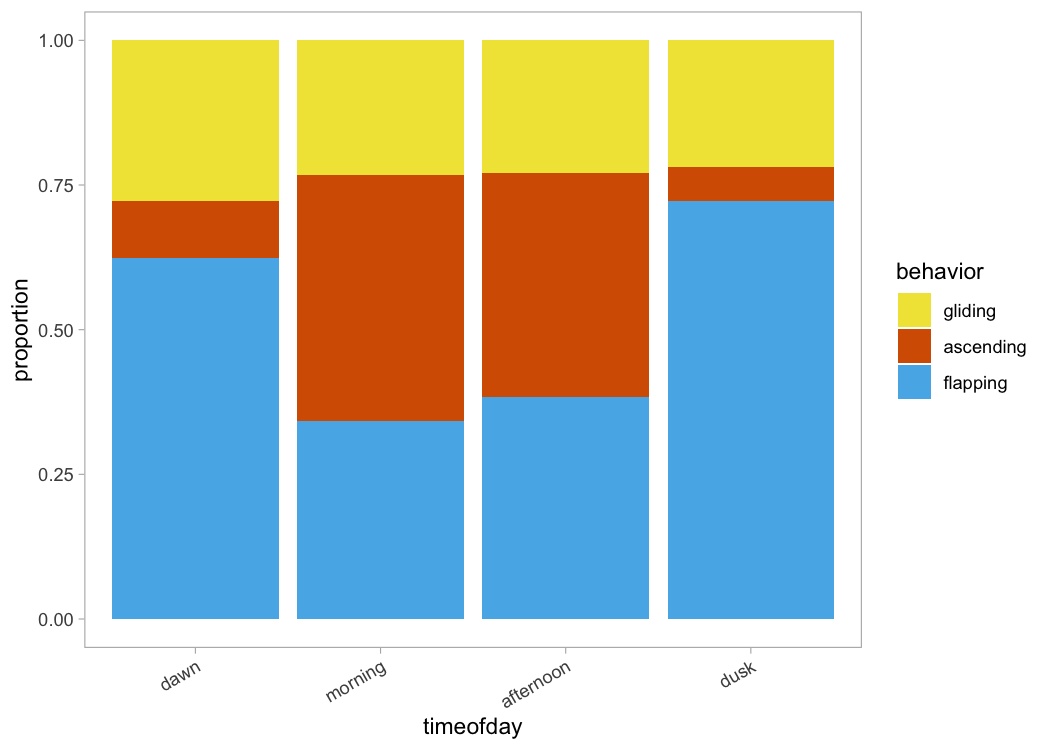 1.00
0.75
0.50
0.25
0.00
proportion
dawn
morning
afternoon
dusk
timeofday
behavior
gliding
ascending
flapping